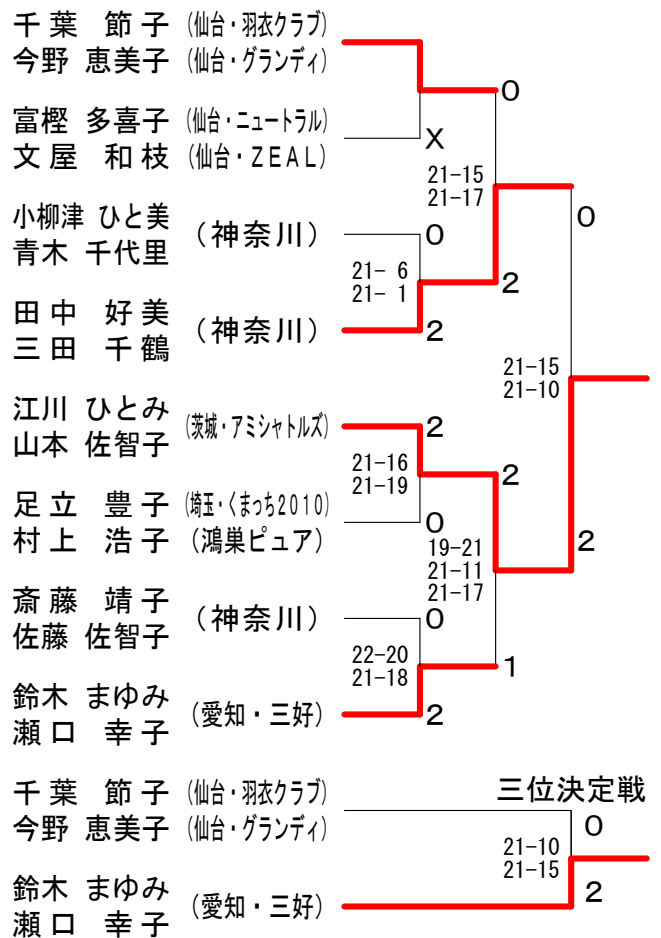 千葉 節子 (仙台・羽衣クラブ)
今野 恵美子 (仙台・グランディ)
0
富樫 多喜子 (仙台・ニュートラル)
文屋 和枝 (仙台・ZEAL)
X
21-15
21-17
小柳津 ひと美
青木 千代里
(神奈川)
0
0
21- 6
21- 1
2
田中 好美
三田 千鶴
(神奈川)
2
21-15
21-10
江川 ひとみ
山本 佐智子
(茨城・アミシャトルズ)
2
21-16
21-19
2
足立 豊子 (埼玉・くまっち2010)
村上 浩子 (鴻巣ピュア)
0
2
19-21
21-11
21-17
斎藤 靖子
佐藤 佐智子
(神奈川)
0
22-20
21-18
1
鈴木 まゆみ
瀬口 幸子
(愛知・三好)
2
三位決定戦
千葉 節子 (仙台・羽衣クラブ)
今野 恵美子 (仙台・グランディ)
0
21-10
21-15
鈴木 まゆみ
瀬口 幸子
(愛知・三好)
2